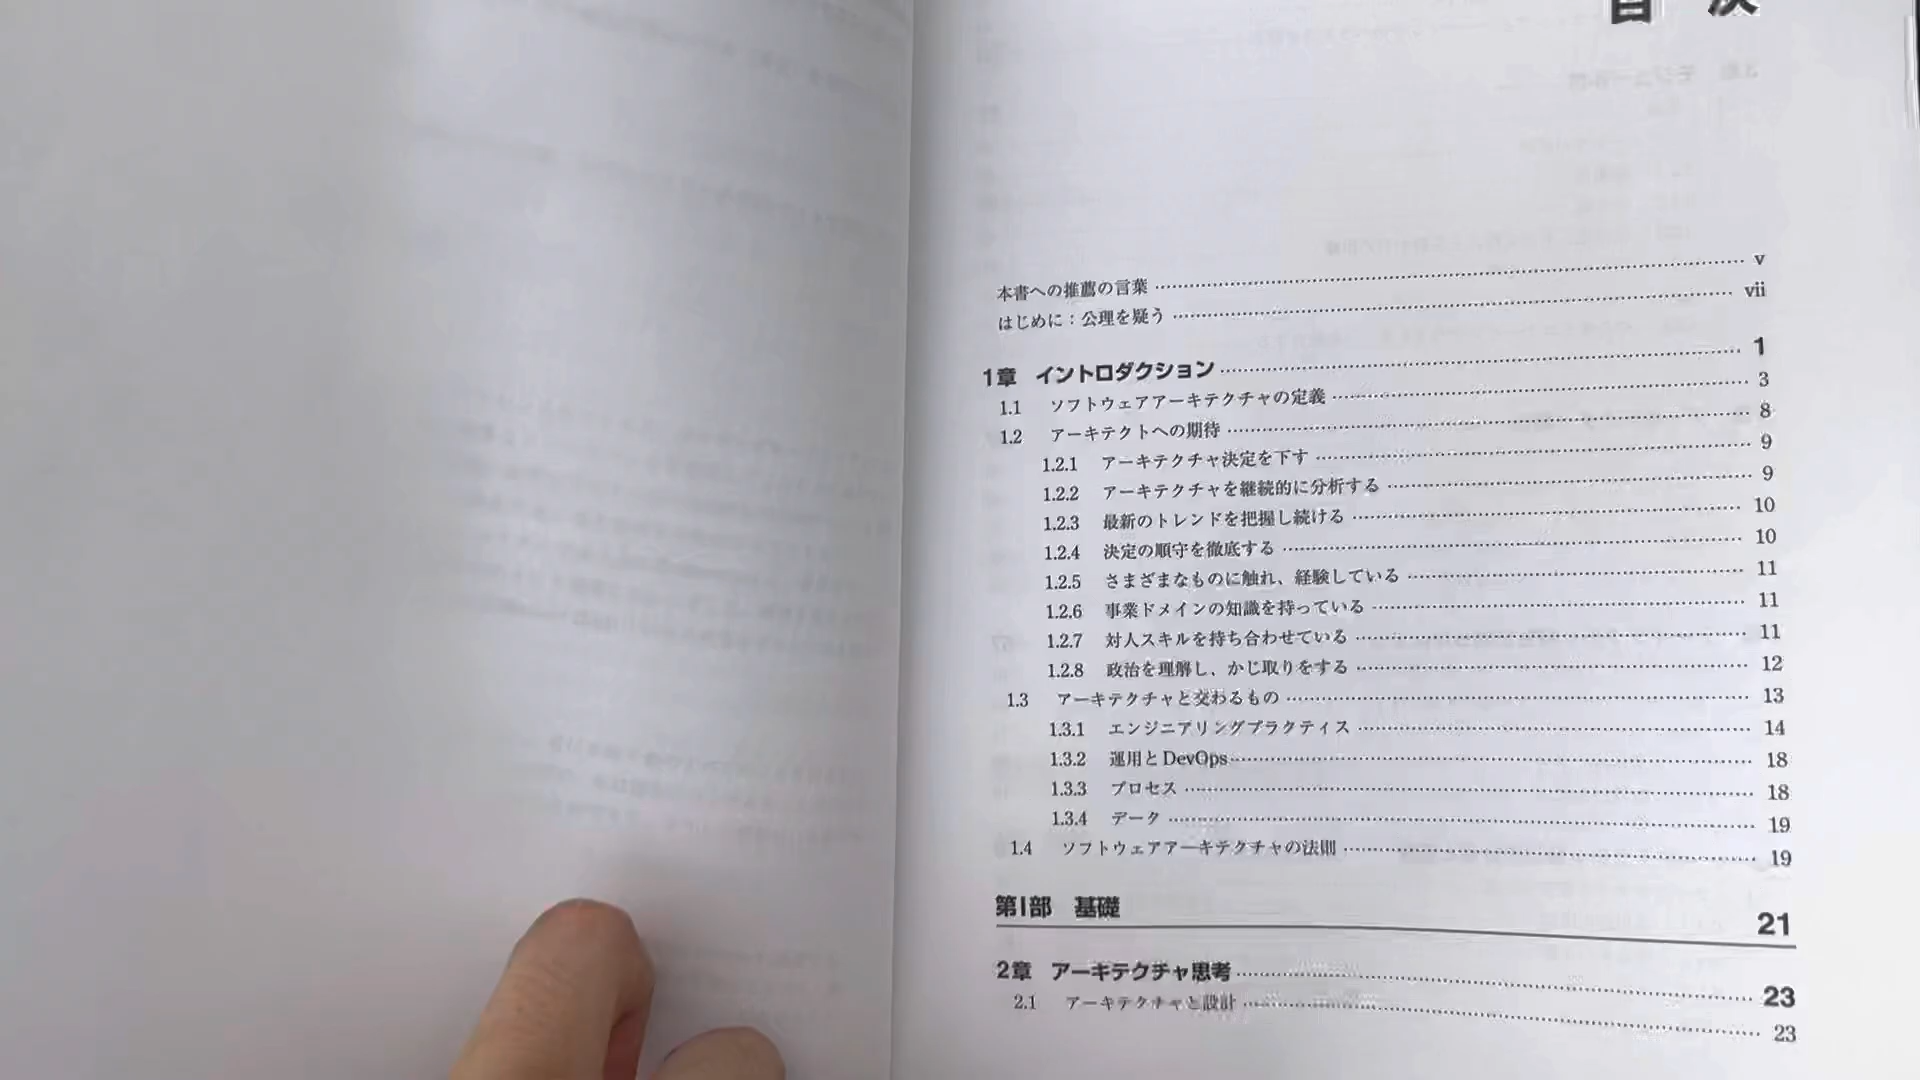 目次
本書への推薦の言葉 v
はじめに：公理を疑う vii
1章 イントロダクション 1
1.1 ソフトウェアアーキテクチャの定義 3
1.2 アーキテクトへの期待 8
1.2.1 アーキテクチャ決定を下す 9
1.2.2 アーキテクチャを継続的に分析する 9
1.2.3 最新のトレンドを把握し続ける 10
1.2.4 決定の順守を徹底する 10
1.2.5 さまざまなものに触れ、経験している 11
1.2.6 事業ドメインの知識を持っている 11
1.2.7 対人スキルを持ち合わせている 11
1.2.8 政治を理解し、かじ取りをする 12
1.3 アーキテクチャと交わるもの 13
1.3.1 エンジニアリングプラクティス 14
1.3.2 運用とDevOps 18
1.3.3 プロセス 18
1.3.4 データ 19
1.4 ソフトウェアアーキテクチャの法則 19
第I部 基礎 21
2章 アーキテクチャ思考 23
2.1 アーキテクチャと設計 23